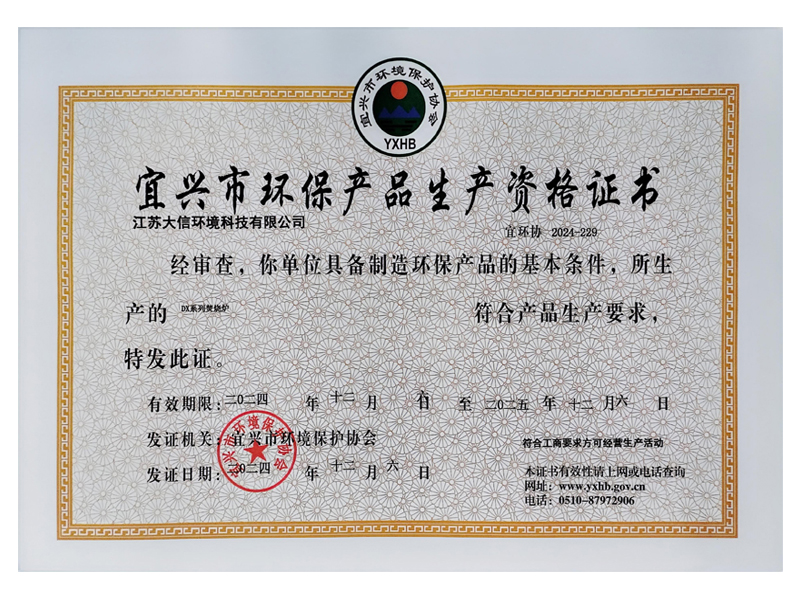 宜兴市环境保护协会
YXHB
宜兴市环保产品生产资格证书
江苏大信环境科技有限公司
宜环协 2024-229
经审查，你单位具备制造环保产品的基本条件，所生
产的 DX系列焚烧炉 符合产品生产要求，
特发此证。
有效期限：二〇二四 年 十二 月 六 日 至 二〇二五 年 十二 月 六 日
发证机关：宜兴市环境保护协会
发证日期：二〇二四 年 十二 月 六 日
宜兴市环境保护协会
符合工商要求方可经营生产活动
本证书有效性请上网或电话查询
网址：www.yxhb.gov.cn
电话：0510-87972906